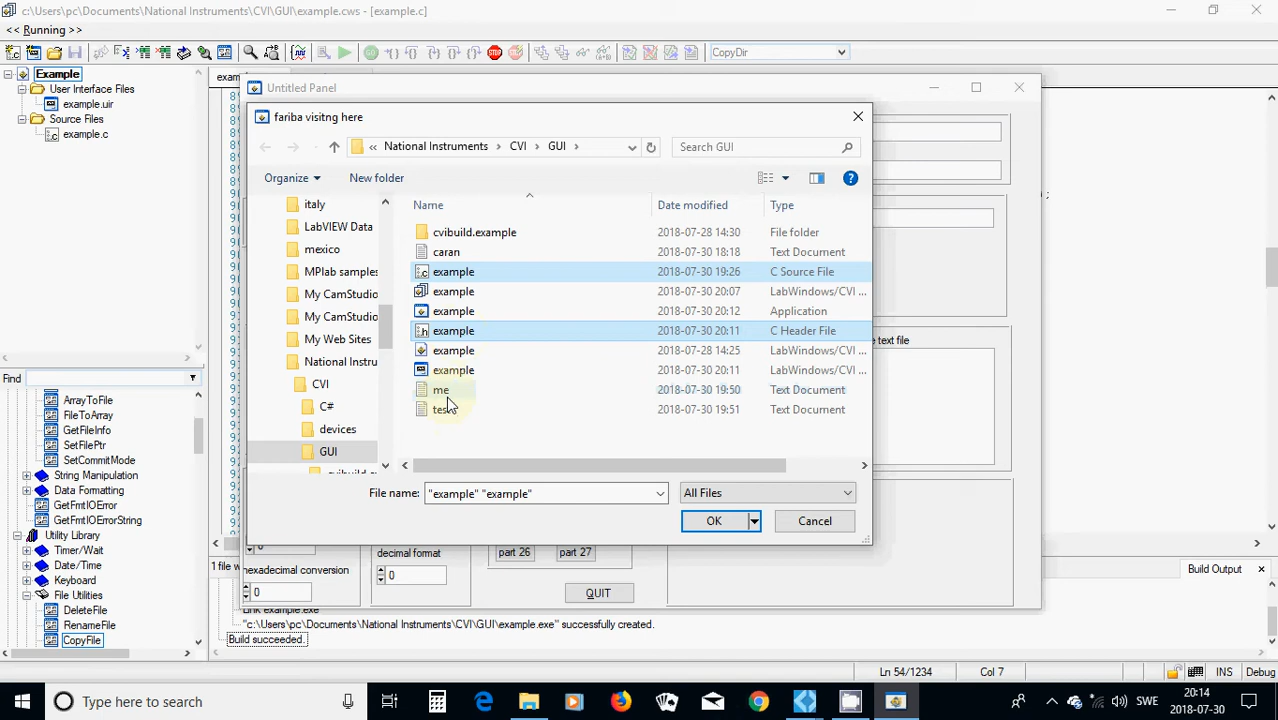 c:\Users\pc\Documents\National Instruments\CVI\GUI\example.cws - [example.c]
<< Running >>
CopyDir
Example
User Interface Files
example.uir
Source Files
example.c
Untitled Panel
fariba visitng here
« National Instruments › CVI › GUI ›
Search GUI
Organize
New folder
Name
Date modified
Type
italy
LabVIEW Data
mexico
MPlab samples
My CamStudio
My CamStudio
My Web Sites
National Instru
CVI
C#
devices
GUI
cvibuild.example 2018-07-28 14:30 File folder
caran 2018-07-30 18:18 Text Document
example 2018-07-30 19:26 C Source File
example 2018-07-30 20:07 LabWindows/CVI ...
example 2018-07-30 20:12 Application
example 2018-07-30 20:11 C Header File
example 2018-07-28 14:25 LabWindows/CVI ...
example 2018-07-30 20:11 LabWindows/CVI ...
me 2018-07-30 19:50 Text Document
2018-07-30 19:51 Text Document
File name: "example" "example"
All Files
OK
Cancel
text file
Find
ArrayToFile
FileToArray
GetFileInfo
SetFilePtr
SetCommitMode
String Manipulation
Data Formatting
GetFmtIOError
GetFmtIOErrorString
Utility Library
Timer/Wait
Date/Time
Keyboard
File Utilities
DeleteFile
RenameFile
CopyFile
part 26
part 27
decimal format
0
hexadecimal conversion
0
QUIT
Build Output
"c:\Users\pc\Documents\National Instruments\CVI\GUI\example.exe" successfully created.
Build succeeded.
Ln 54/1234
Col 7
INS
Debug
Type here to search
SWE
20:14
2018-07-30